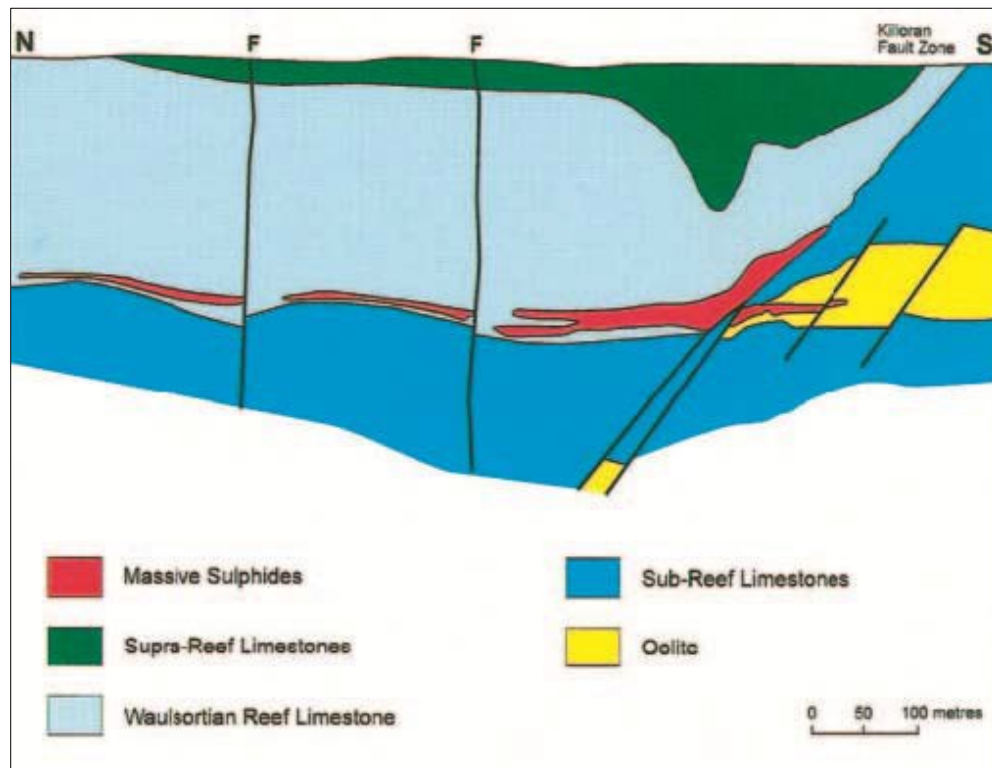 N
F
F
Killoran
Fault Zone
S
Massive Sulphides
Supra-Reef Limestones
Waulsortian Reef Limestone
Sub-Reef Limestones
Oolite
0 50 100 metres